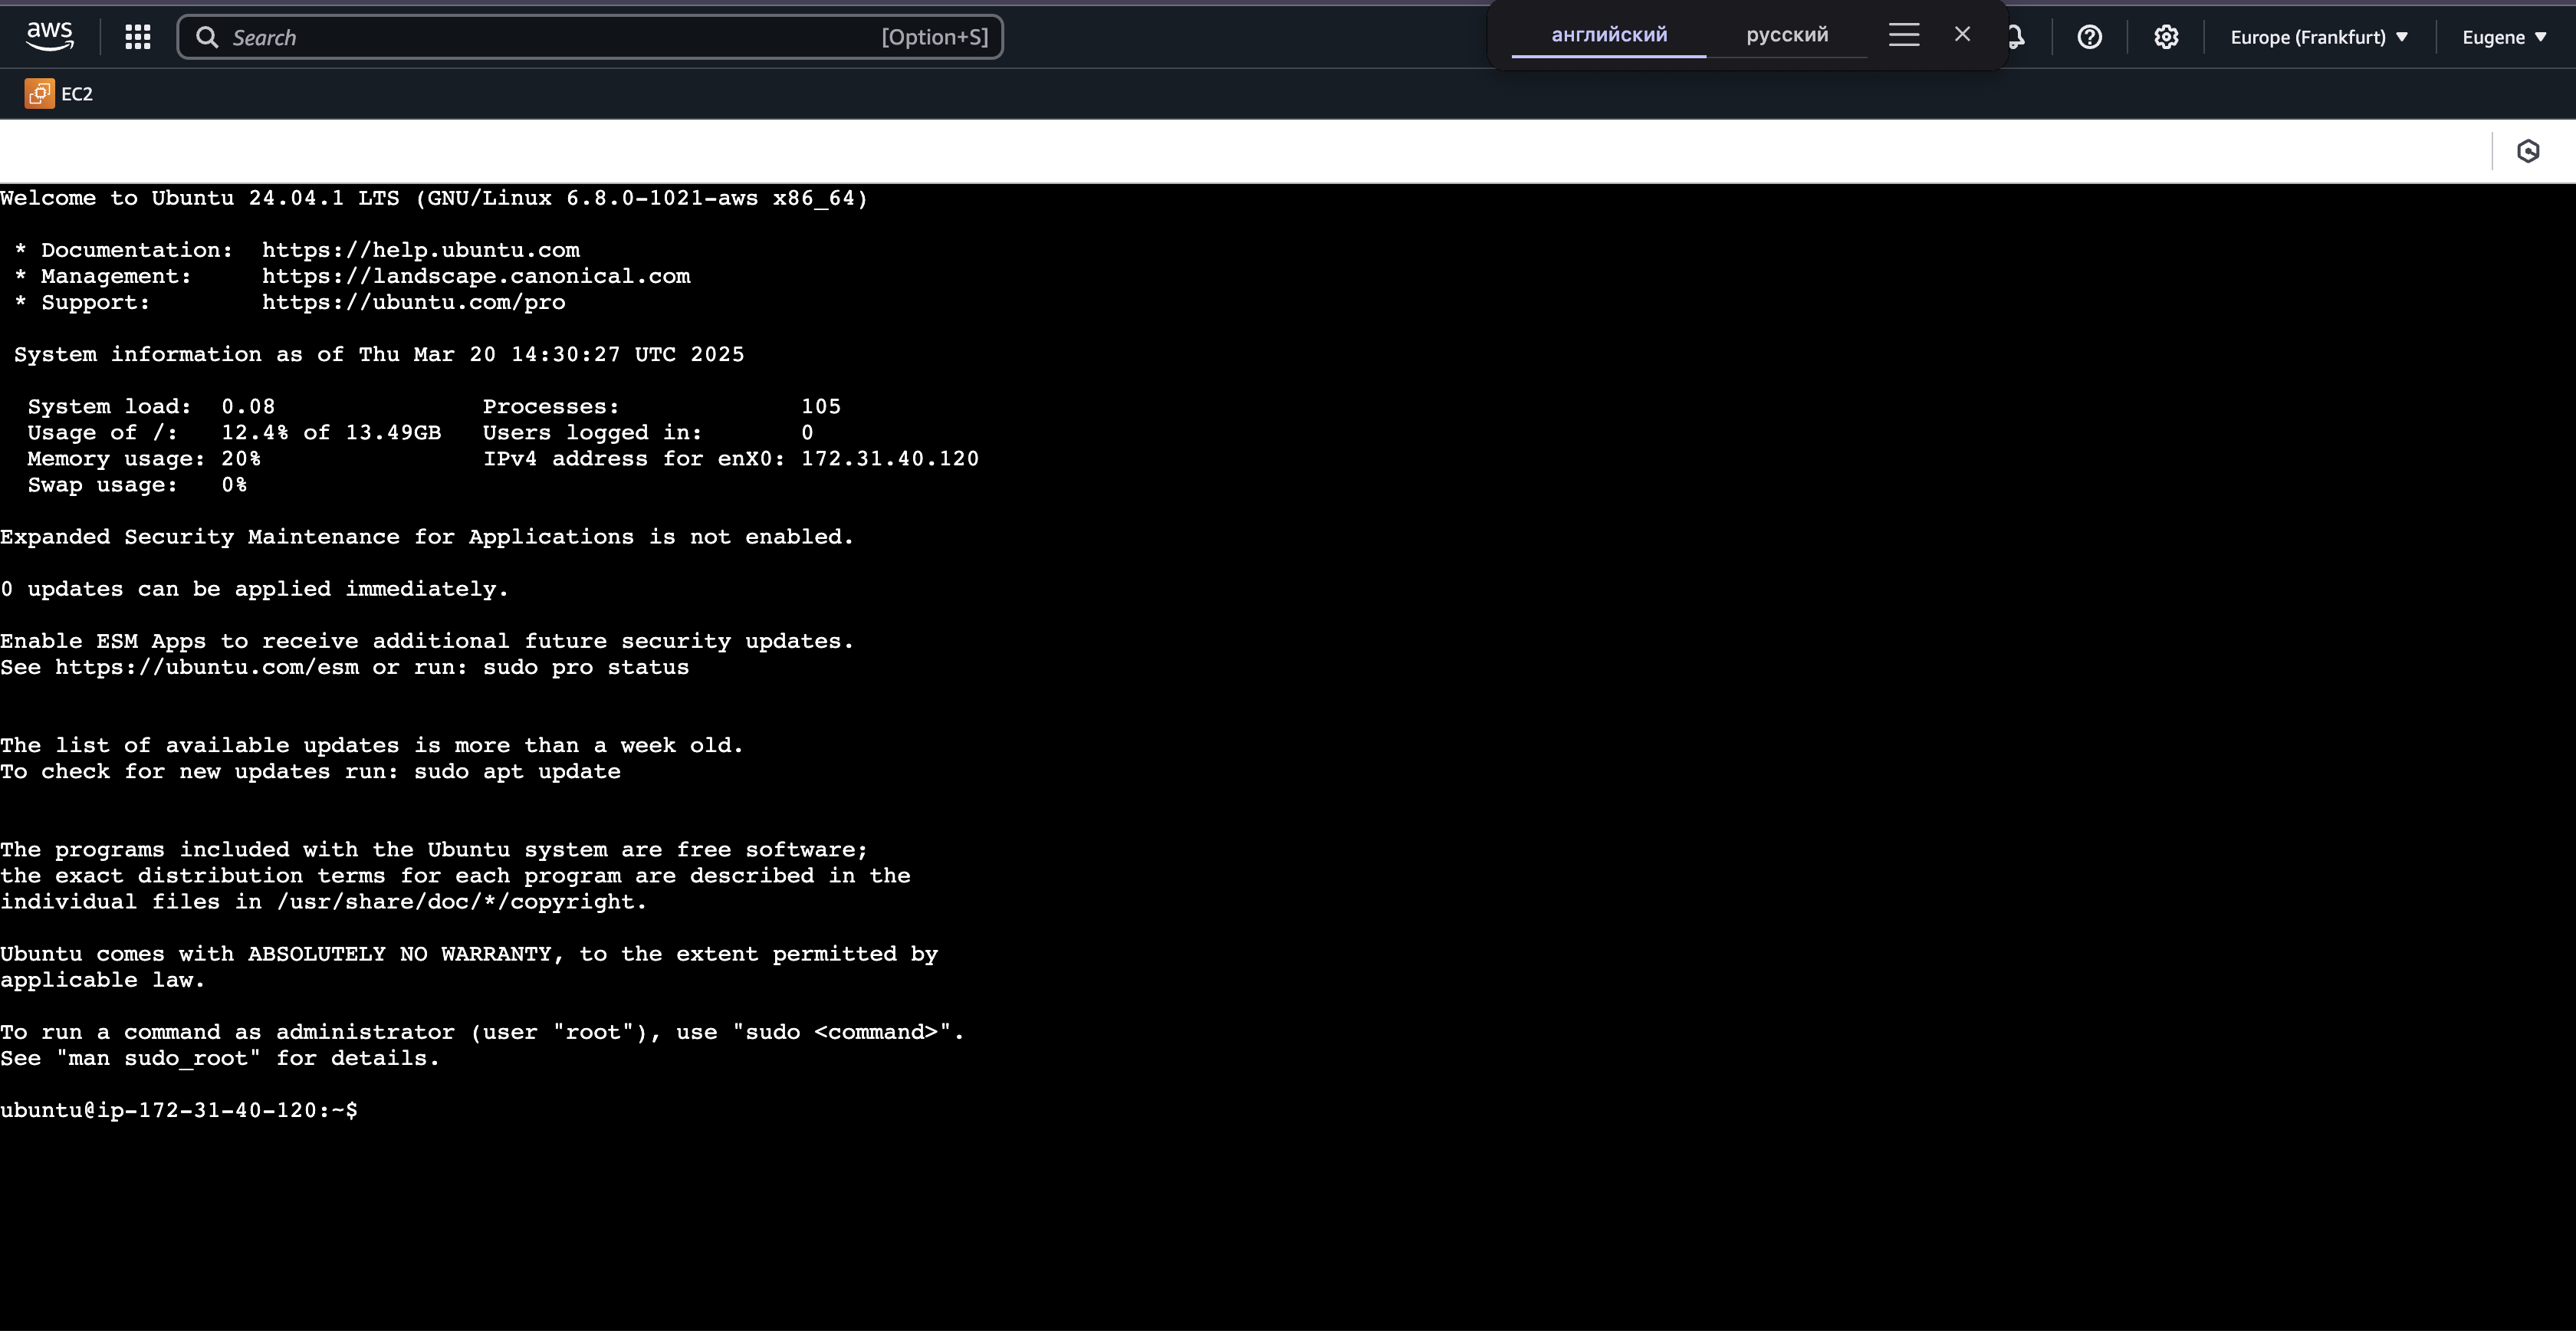 aws Search [Option+S] английский русский Europe (Frankfurt) Eugene
EC2
Welcome to Ubuntu 24.04.1 LTS (GNU/Linux 6.8.0-1021-aws x86_64)
* Documentation: https://help.ubuntu.com
* Management: https://landscape.canonical.com
* Support: https://ubuntu.com/pro
System information as of Thu Mar 20 14:30:27 UTC 2025
System load: 0.08 Processes: 105
Usage of /: 12.4% of 13.49GB Users logged in: 0
Memory usage: 20% IPv4 address for enX0: 172.31.40.120
Swap usage: 0%
Expanded Security Maintenance for Applications is not enabled.
0 updates can be applied immediately.
Enable ESM Apps to receive additional future security updates.
See https://ubuntu.com/esm or run: sudo pro status
The list of available updates is more than a week old.
To check for new updates run: sudo apt update
The programs included with the Ubuntu system are free software;
the exact distribution terms for each program are described in the
individual files in /usr/share/doc/*/copyright.
Ubuntu comes with ABSOLUTELY NO WARRANTY, to the extent permitted by
applicable law.
To run a command as administrator (user "root"), use "sudo <command>".
See "man sudo_root" for details.
ubuntu@ip-172-31-40-120:~$